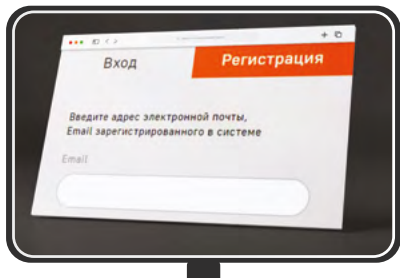 Вход
Регистрация
Введите адрес электронной почты,
Email зарегистрированного в системе
Email